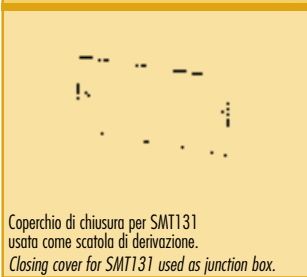 Coperchio di chiusura per SMT131
usata come scatola di derivazione.
Closing cover for SMT131 used as junction box.